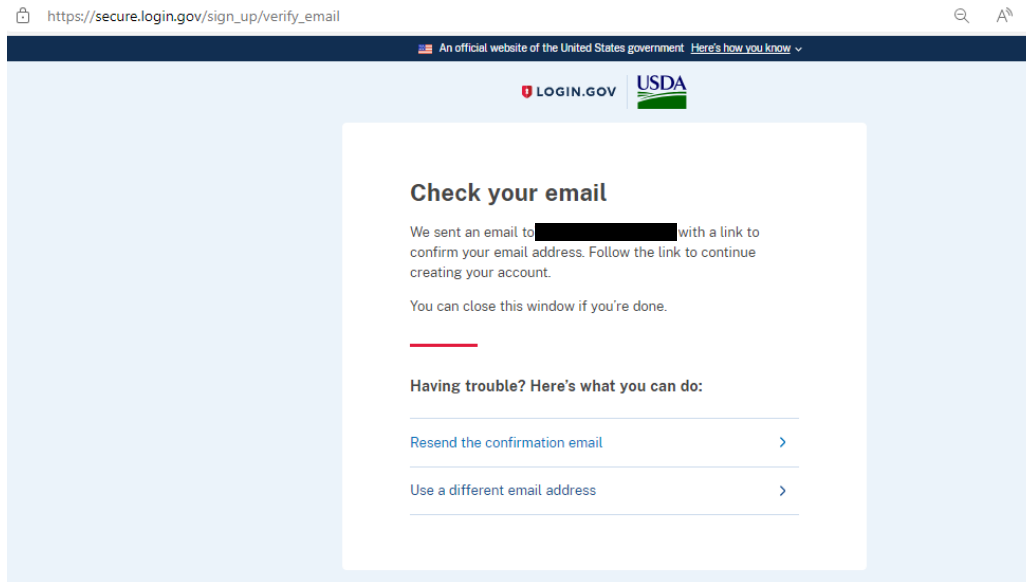 https://secure.login.gov/sign_up/verify_email
An official website of the United States government Here's how you know
LOGIN.GOV USDA
Check your email
We sent an email to with a link to
confirm your email address. Follow the link to continue
creating your account.
You can close this window if you're done.
Having trouble? Here's what you can do:
Resend the confirmation email
Use a different email address